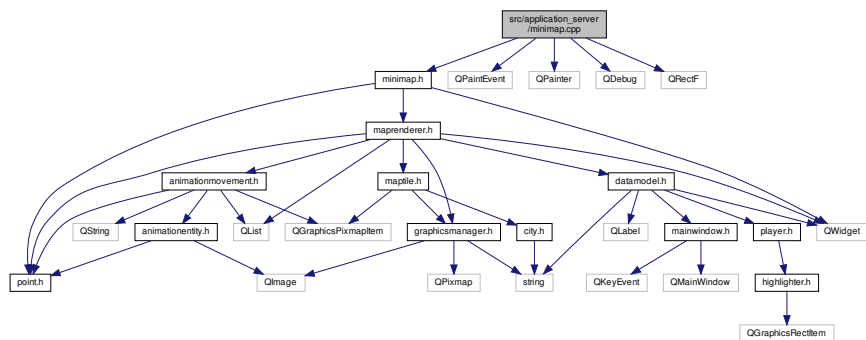 src/application_server
/minimap.cpp
minimap.h
QPaintEvent
QPainter
QDebug
QRectF
maprenderer.h
animationmovement.h
maptile.h
datamodel.h
QString
animationentity.h
QList
QGraphicsPixmapItem
graphicsmanager.h
city.h
QLabel
mainwindow.h
player.h
QWidget
point.h
QImage
QPixmap
string
QKeyEvent
QMainWindow
highlighter.h
QGraphicsRectItem